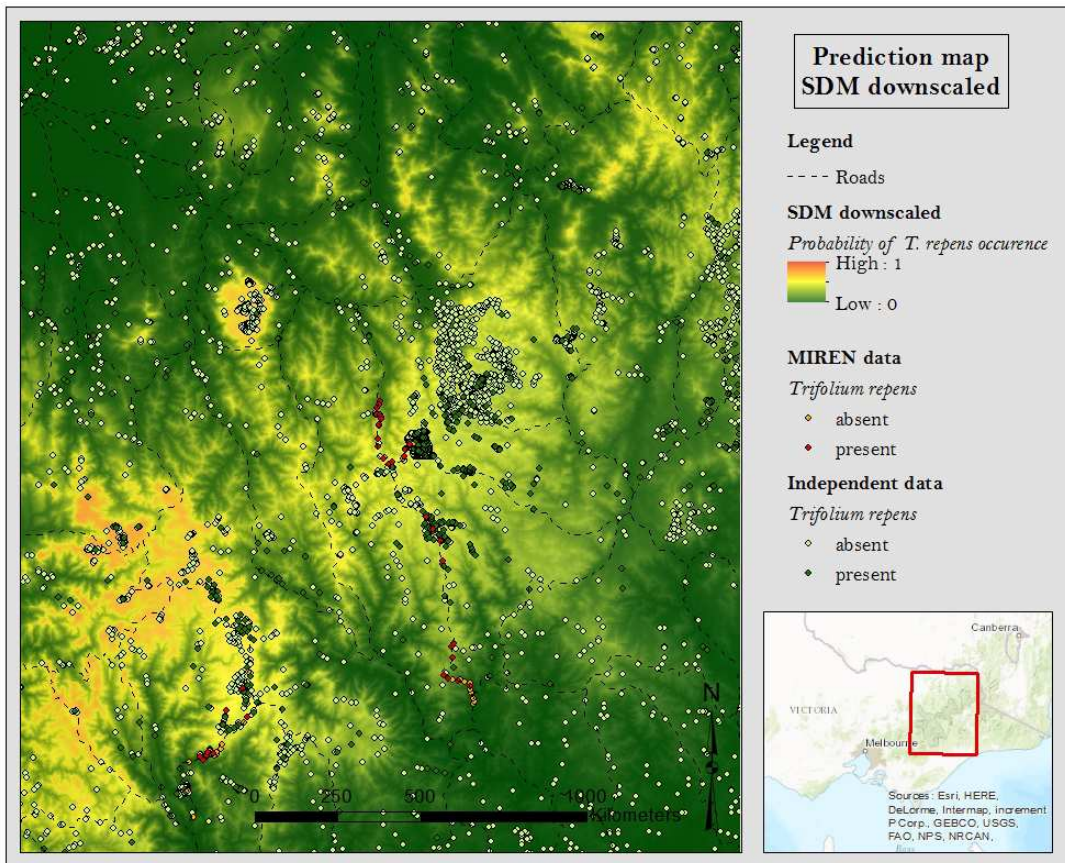 Prediction map
SDM downscaled
Legend
Roads
SDM downscaled
Probability of T. repens occurence
High : 1
Low : 0
MIREN data
Trifolium repens
absent
present
Independent data
Trifolium repens
absent
present
N
0 250 500 1000
Kilometers
Canberra
VICTORIA
Melbourne
Sources: Esri, HERE,
DeLorme, Intermap, increment
P Corp., GEBCO, USGS,
FAO, NPS, NRCAN,
Bass